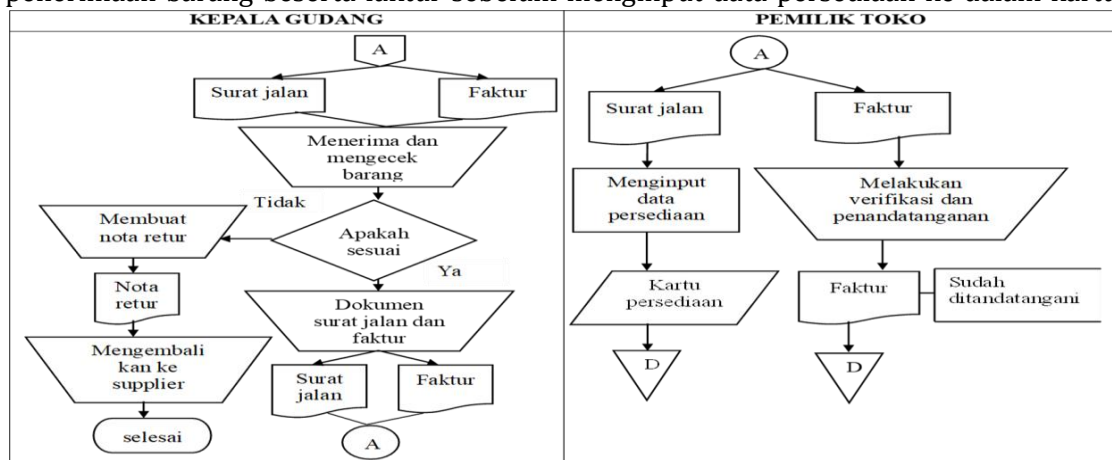 penerimaan barang beserta faktur sebelum menginput data persediaan ke dalam kartu
KEPALA GUDANG
A
Surat jalan
Faktur
Menerima dan
mengecek
barang
Tidak
Apakah
sesuai
Ya
Membuat
nota retur
Nota
retur
Mengembali
kan ke
supplier
selesai
Dokumen
surat jalan dan
faktur
Surat
jalan
Faktur
A
PEMILIK TOKO
A
Surat jalan
Faktur
Menginput
data
persediaan
Kartu
persediaan
D
Melakukan
verifikasi dan
penandatanganan
Faktur
Sudah
ditandatangani
D